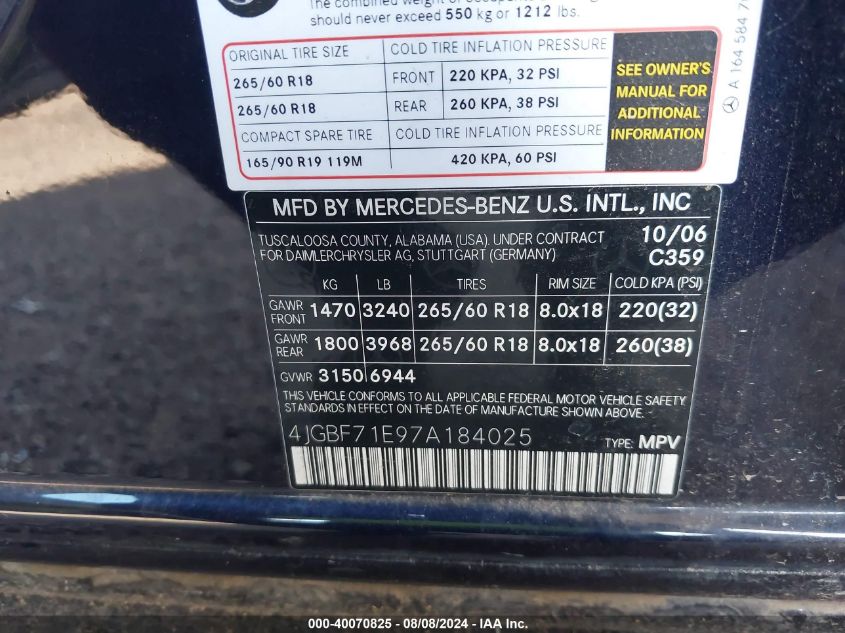 The combined weight of occupants
should never exceed 550 kg or 1212 lbs.
ORIGINAL TIRE SIZE COLD TIRE INFLATION PRESSURE
265/60 R18 FRONT 220 KPA, 32 PSI
265/60 R18 REAR 260 KPA, 38 PSI
COMPACT SPARE TIRE COLD TIRE INFLATION PRESSURE
165/90 R19 119M 420 KPA, 60 PSI
SEE OWNER'S
MANUAL FOR
ADDITIONAL
INFORMATION
A 164 584
MFD BY MERCEDES-BENZ U.S. INTL., INC
TUSCALOOSA COUNTY, ALABAMA (USA). UNDER CONTRACT 10/06
FOR DAIMLERCHRYSLER AG, STUTTGART (GERMANY) C359
KG LB TIRES RIM SIZE COLD KPA (PSI)
GAWR FRONT 1470 3240 265/60 R18 8.0x18 220(32)
GAWR REAR 1800 3968 265/60 R18 8.0x18 260(38)
GVWR 3150 6944
THIS VEHICLE CONFORMS TO ALL APPLICABLE FEDERAL MOTOR VEHICLE SAFETY
STANDARDS IN EFFECT ON THE DATE OF MANUFACTURE SHOWN ABOVE.
4JGBF71E97A184025 TYPE: MPV
000-40070825 - 08/08/2024 - IAA Inc.